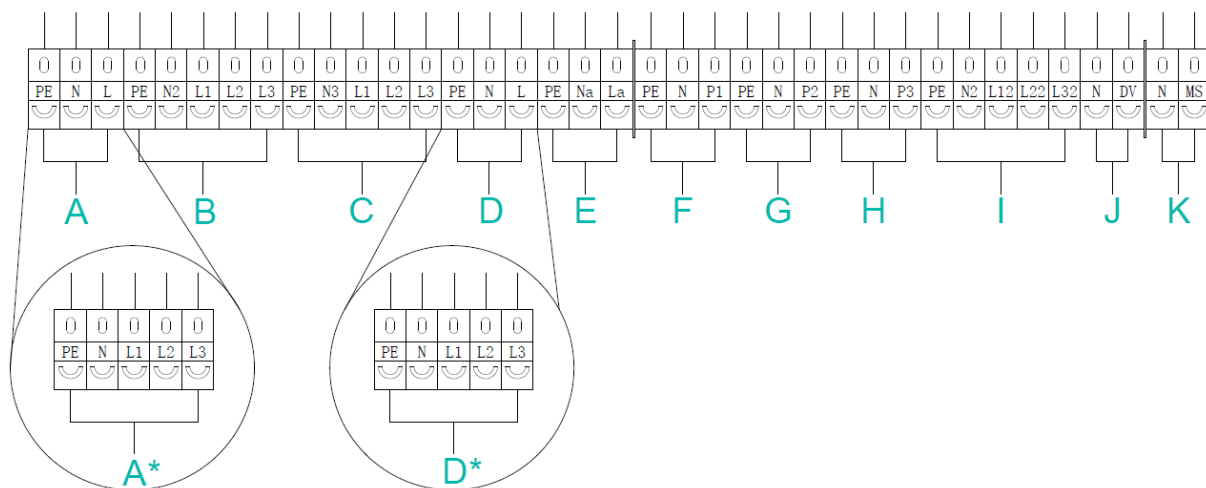 PE N L PE N2 L1 L2 L3 PE N3 L1 L2 L3 PE N L PE Na La PE N P1 PE N P2 PE N P3 PE N2 L12 L22 L32 N DV N MS
A B C D E F G H I J K
PE N L1 L2 L3 PE N L1 L2 L3
A* D*